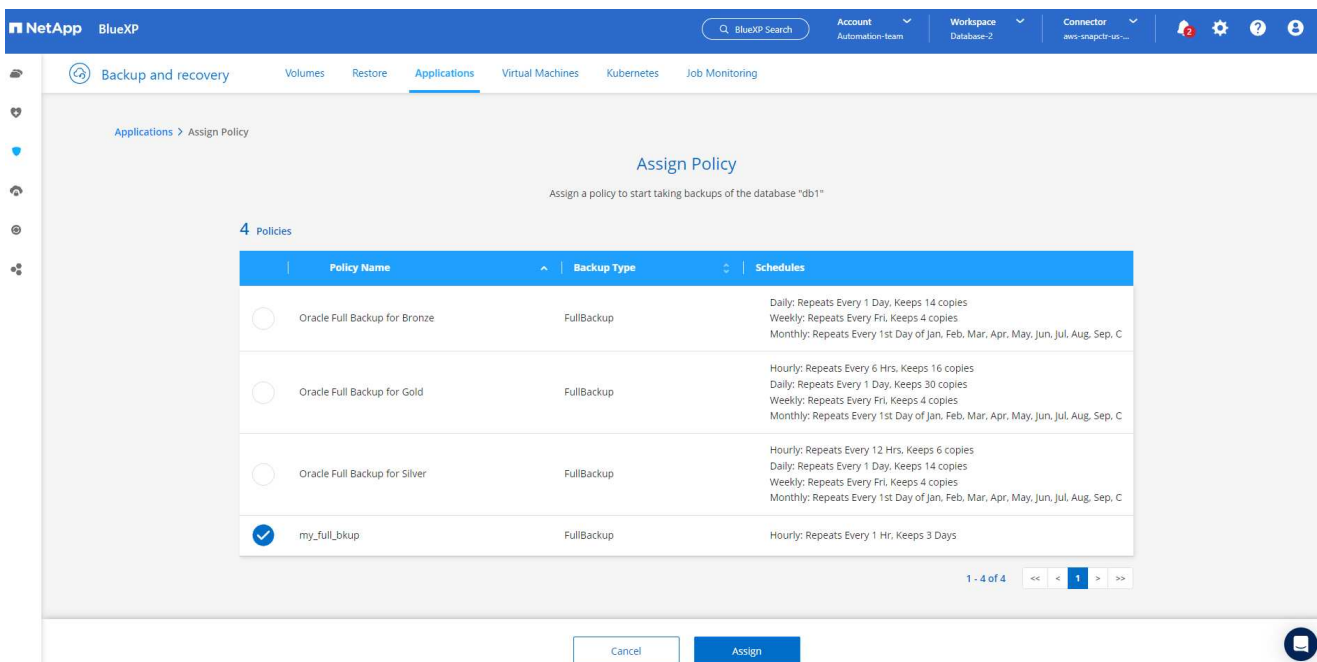 NetApp BlueXP
BlueXP Search
Account
Automation-team
Workspace
Database-2
Connector
aws-snapctr-us-...
2
Backup and recovery
Volumes
Restore
Applications
Virtual Machines
Kubernetes
Job Monitoring
Applications > Assign Policy
Assign Policy
Assign a policy to start taking backups of the database "db1"
4 Policies
Policy Name
Backup Type
Schedules
Oracle Full Backup for Bronze
FullBackup
Daily: Repeats Every 1 Day, Keeps 14 copies
Weekly: Repeats Every Fri, Keeps 4 copies
Monthly: Repeats Every 1st Day of Jan, Feb, Mar, Apr, May, Jun, Jul, Aug, Sep, C
Oracle Full Backup for Gold
FullBackup
Hourly: Repeats Every 6 Hrs, Keeps 16 copies
Daily: Repeats Every 1 Day, Keeps 30 copies
Weekly: Repeats Every Fri, Keeps 4 copies
Monthly: Repeats Every 1st Day of Jan, Feb, Mar, Apr, May, Jun, Jul, Aug, Sep, C
Oracle Full Backup for Silver
FullBackup
Hourly: Repeats Every 12 Hrs, Keeps 6 copies
Daily: Repeats Every 1 Day, Keeps 14 copies
Weekly: Repeats Every Fri, Keeps 4 copies
Monthly: Repeats Every 1st Day of Jan, Feb, Mar, Apr, May, Jun, Jul, Aug, Sep, C
my_full_bkup
FullBackup
Hourly: Repeats Every 1 Hr, Keeps 3 Days
1 - 4 of 4
<< < 1 > >>
Cancel
Assign